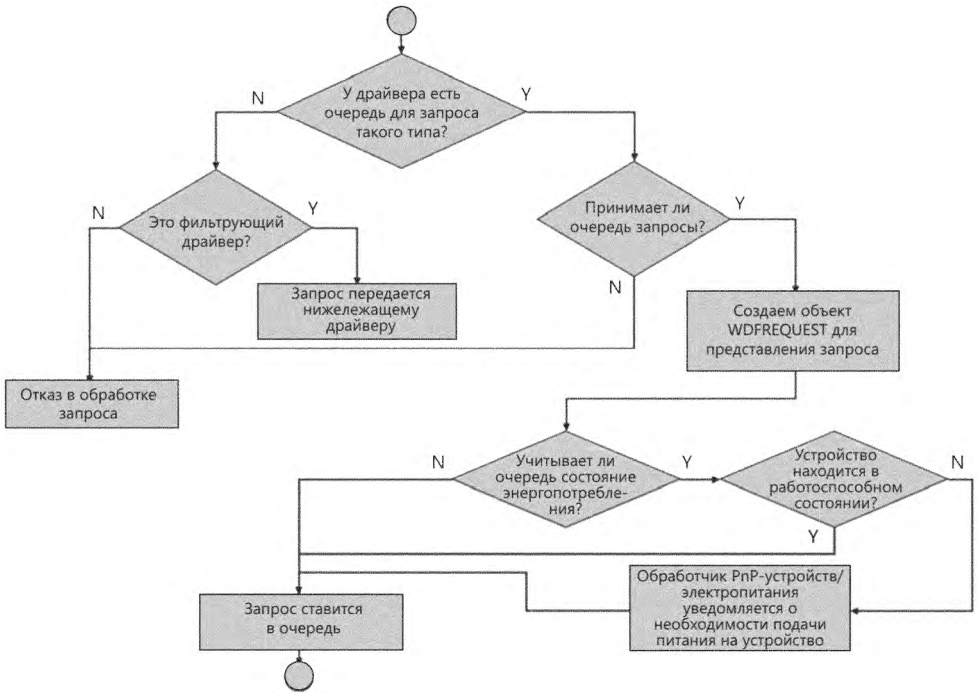 У драйвера есть
очередь для запроса
такого типа?
N
Y
Это фильтрующий
драйвер?
N
Y
Принимает ли
очередь запросы?
Y
N
Запрос передается
нижележащему
драйверу
Создаем объект
WDFREQUEST для
представления запроса
Отказ в обработке
запроса
Учитывает ли
очередь состояние
энергопотребле-
ния?
N
Y
Устройство
находится в
работоспособном
состоянии?
N
Y
Обработчик PnP-устройств/
электропитания
уведомляется о
необходимости подачи
питания на устройство
Запрос ставится
в очередь